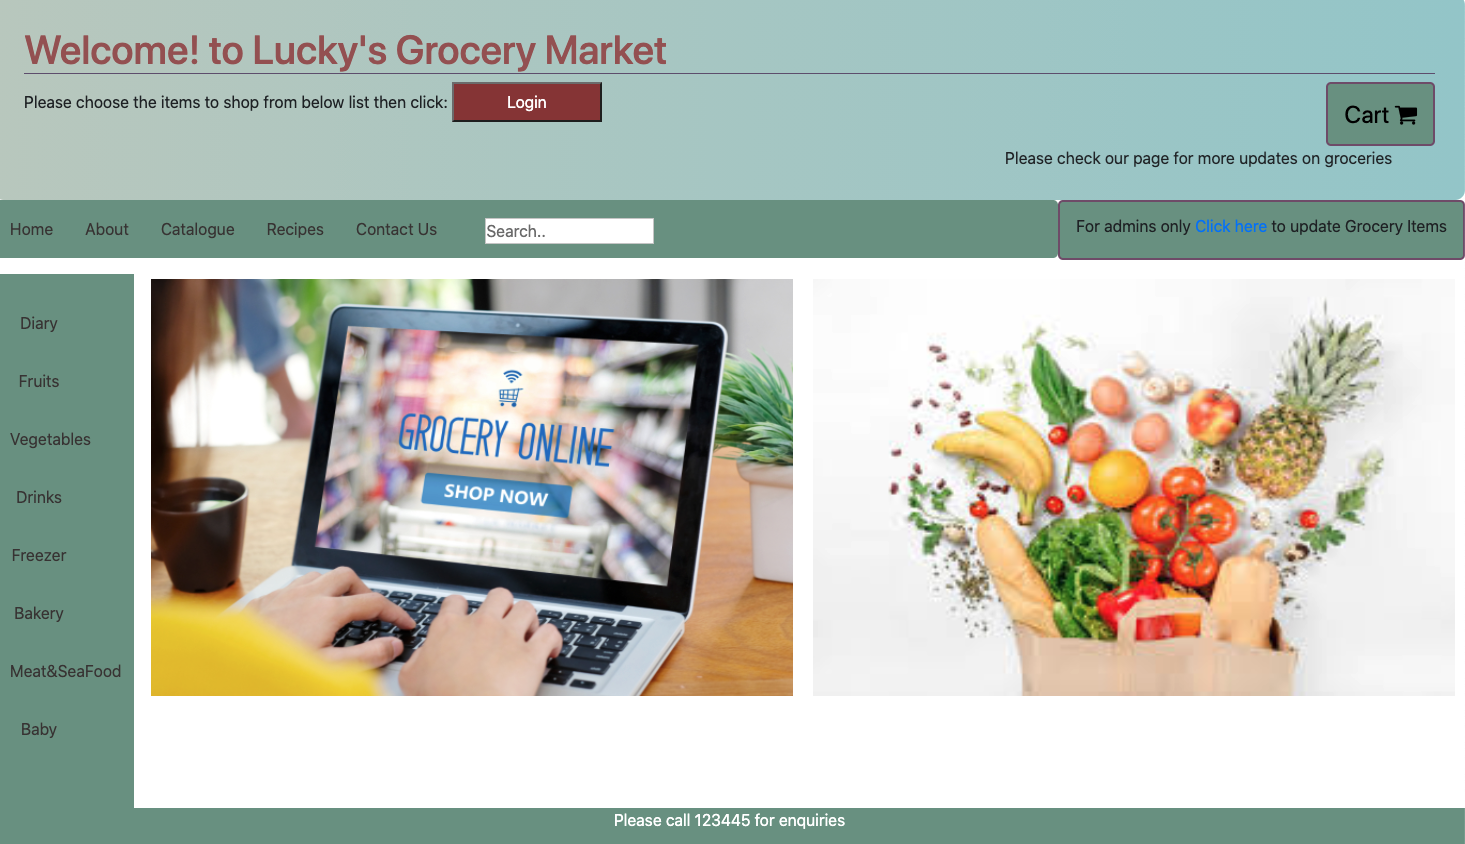 Welcome! to Lucky's Grocery Market
Please choose the items to shop from below list then click: Login
Cart
Please check our page for more updates on groceries
Home About Catalogue Recipes Contact Us Search..
For admins only Click here to update Grocery Items
Diary
Fruits
Vegetables
Drinks
Freezer
Bakery
Meat&SeaFood
Baby
GROCERY ONLINE
SHOP NOW
Please call 123445 for enquiries